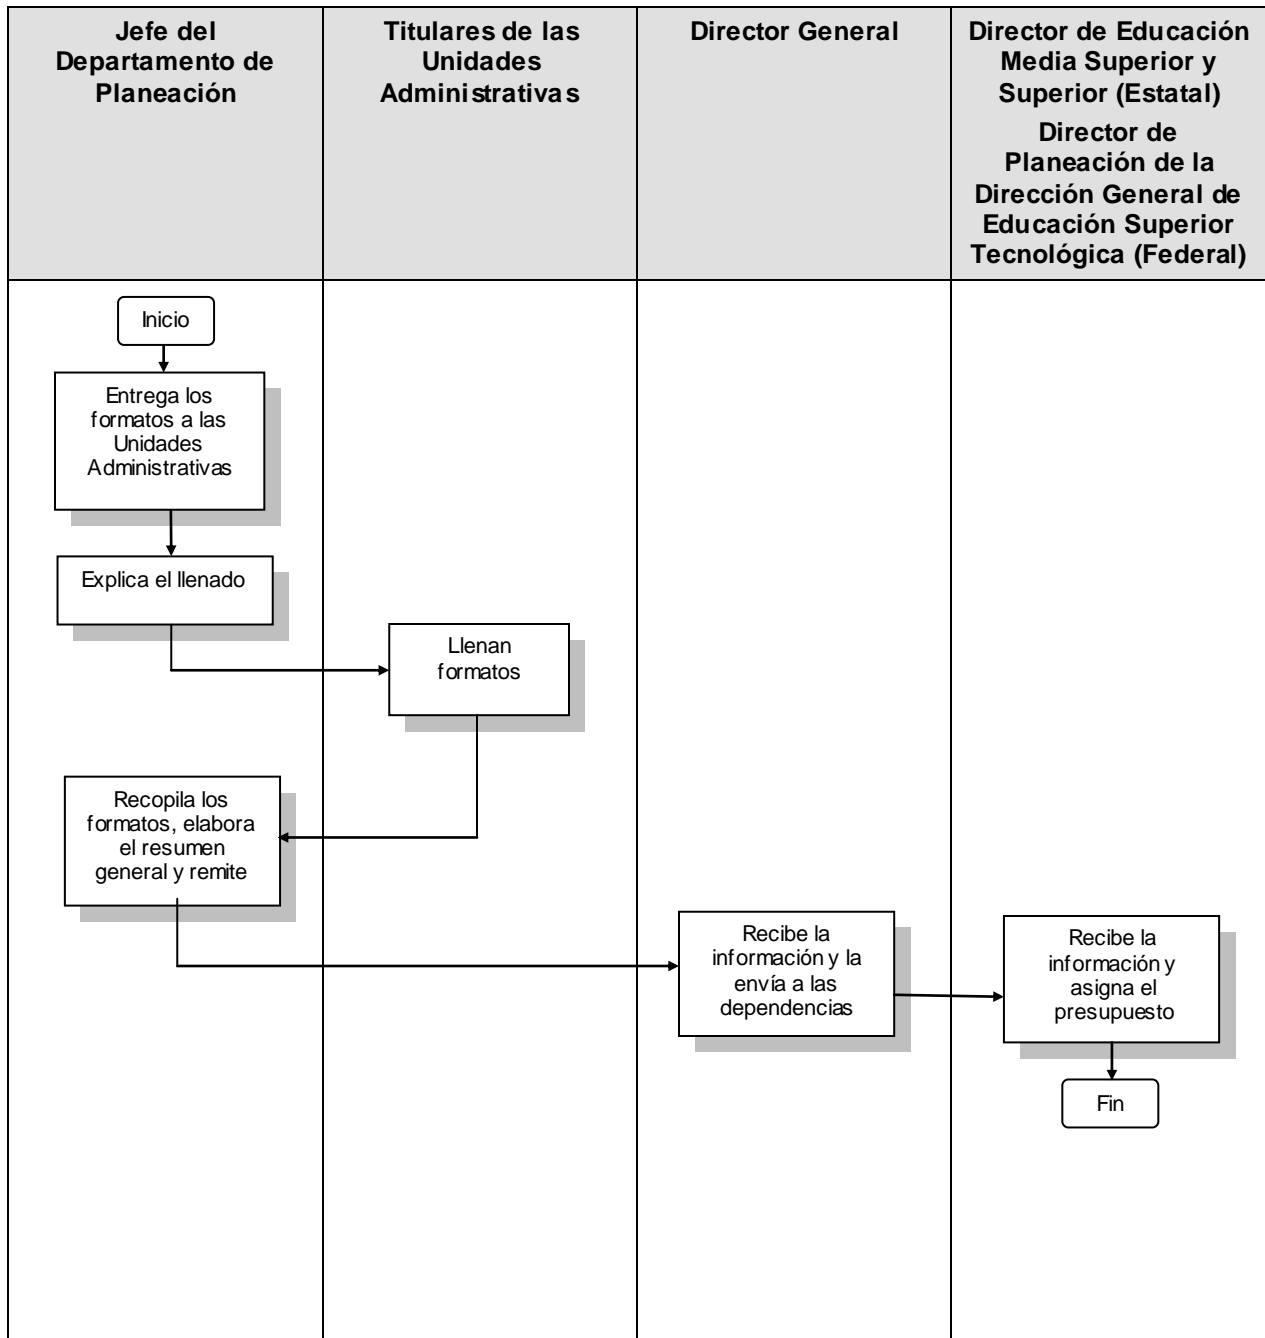 Jefe del
Departamento de
Planeación
Titulares de las
Unidades
Administrativas
Director General
Director de Educación
Media Superior y
Superior (Estatal)
Director de
Planeación de la
Dirección General de
Educación Superior
Tecnológica (Federal)
Inicio
Entrega los
formatos a las
Unidades
Administrativas
Explica el llenado
Llenan
formatos
Recopila los
formatos, elabora
el resumen
general y remite
Recibe la
información y la
envía a las
dependencias
Recibe la
información y
asigna el
presupuesto
Fin